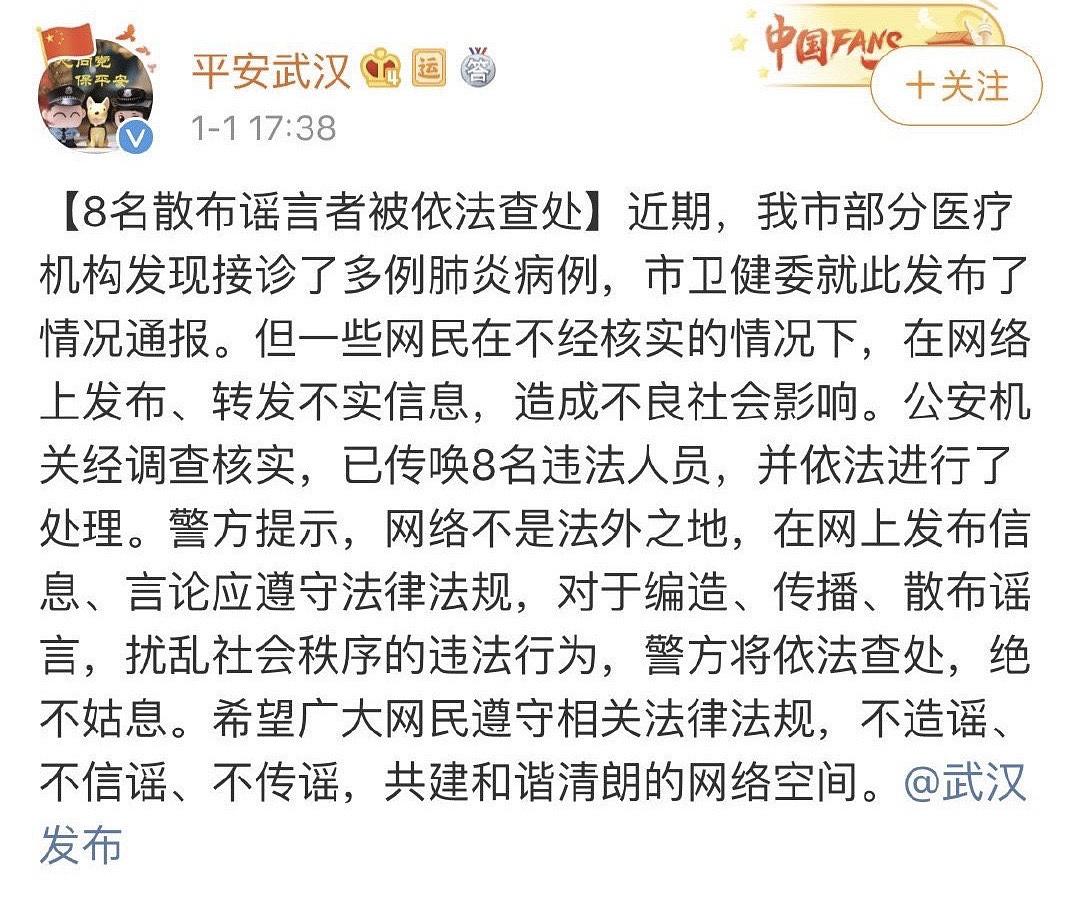 心向党
保平安
平安武汉
4
运
答
中国FANS
+关注
1-1 17:38
【8名散布谣言者被依法查处】近期，我市部分医疗
机构发现接诊了多例肺炎病例，市卫健委就此发布了
情况通报。但一些网民在不经核实的情况下，在网络
上发布、转发不实信息，造成不良社会影响。公安机
关经调查核实，已传唤8名违法人员，并依法进行了
处理。警方提示，网络不是法外之地，在网上发布信
息、言论应遵守法律法规，对于编造、传播、散布谣
言，扰乱社会秩序的违法行为，警方将依法查处，绝
不姑息。希望广大网民遵守相关法律法规，不造谣、
不信谣、不传谣，共建和谐清朗的网络空间。@武汉
发布